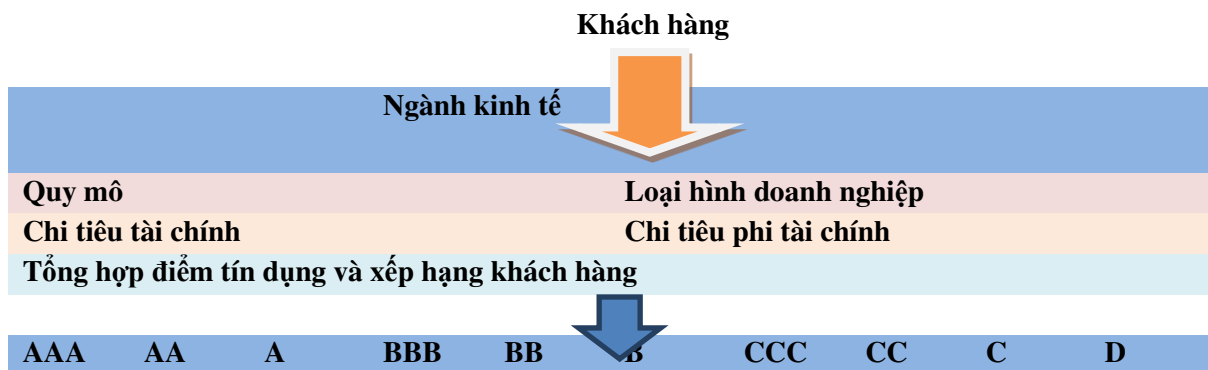 Khách hàng
Ngành kinh tế
Quy mô Loại hình doanh nghiệp
Chi tiêu tài chính Chi tiêu phi tài chính
Tổng hợp điểm tín dụng và xếp hạng khách hàng
AAA AA A BBB BB B CCC CC C D